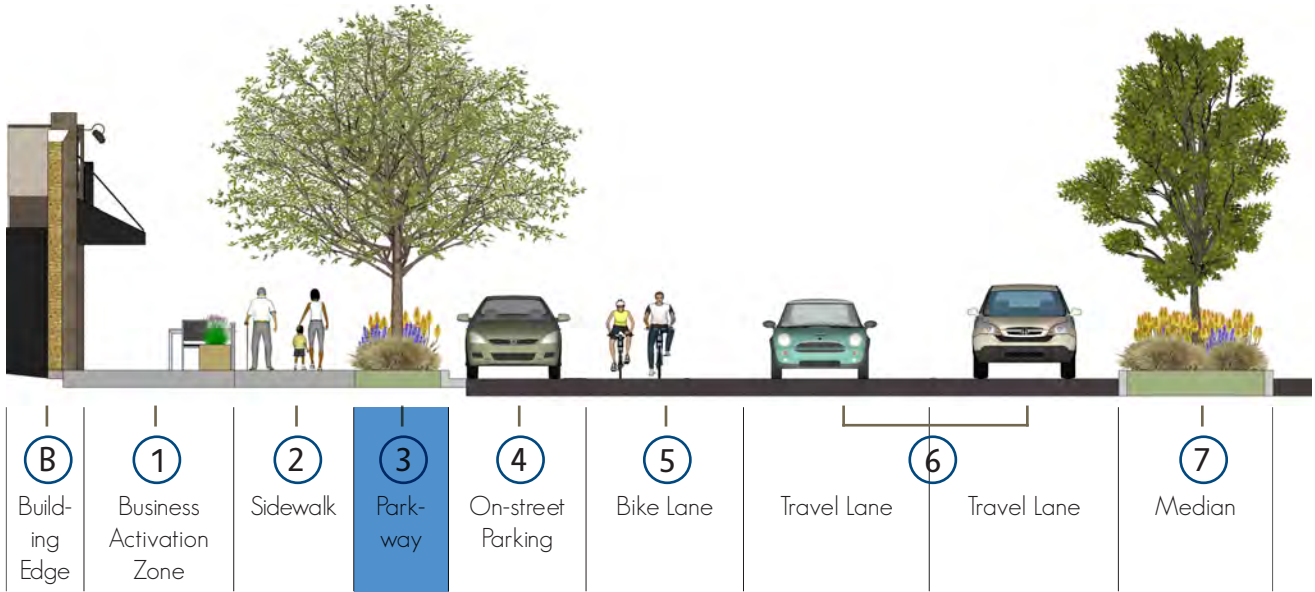 B
Build-
ing
Edge
1
Business
Activation
Zone
2
Sidewalk
3
Park-
way
4
On-street
Parking
5
Bike Lane
6
Travel Lane
Travel Lane
7
Median